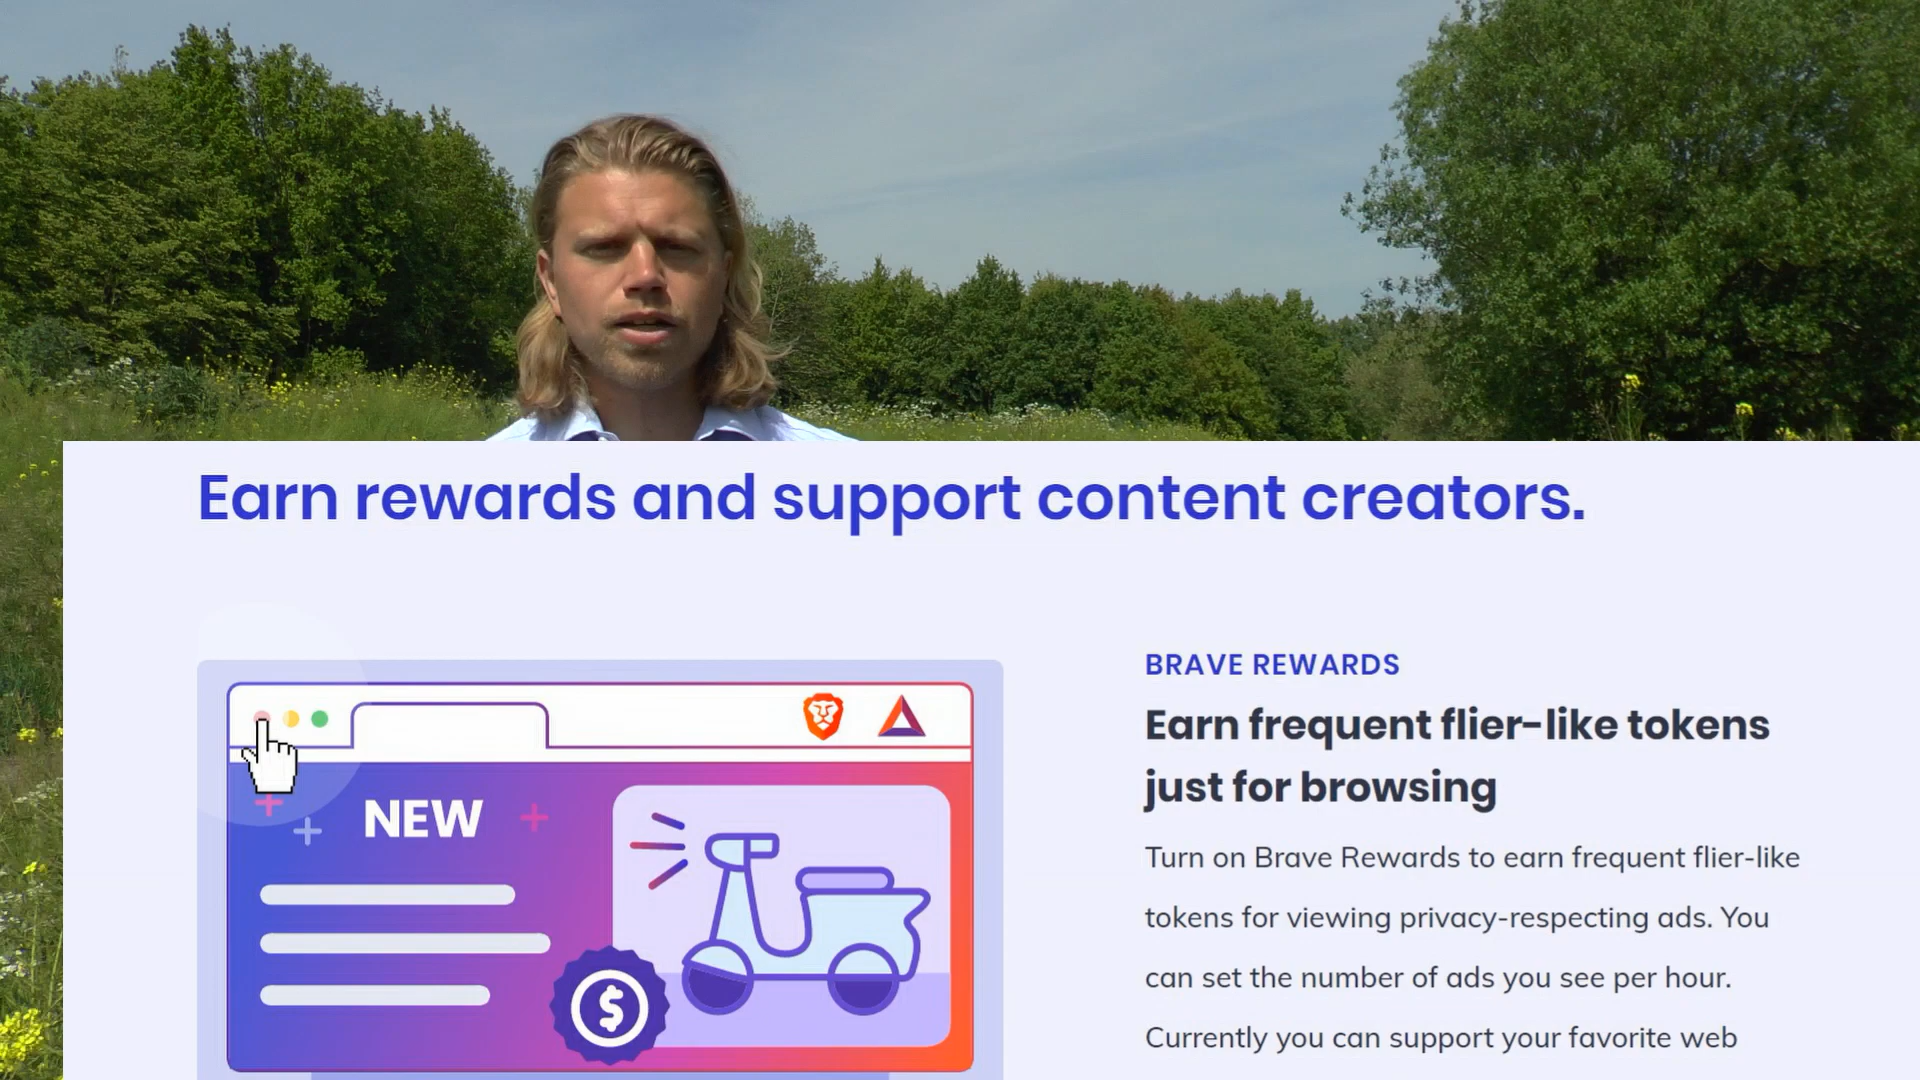 Earn rewards and support content creators.
NEW
$
BRAVE REWARDS
Earn frequent flier-like tokens
just for browsing
Turn on Brave Rewards to earn frequent flier-like
tokens for viewing privacy-respecting ads. You
can set the number of ads you see per hour.
Currently you can support your favorite web